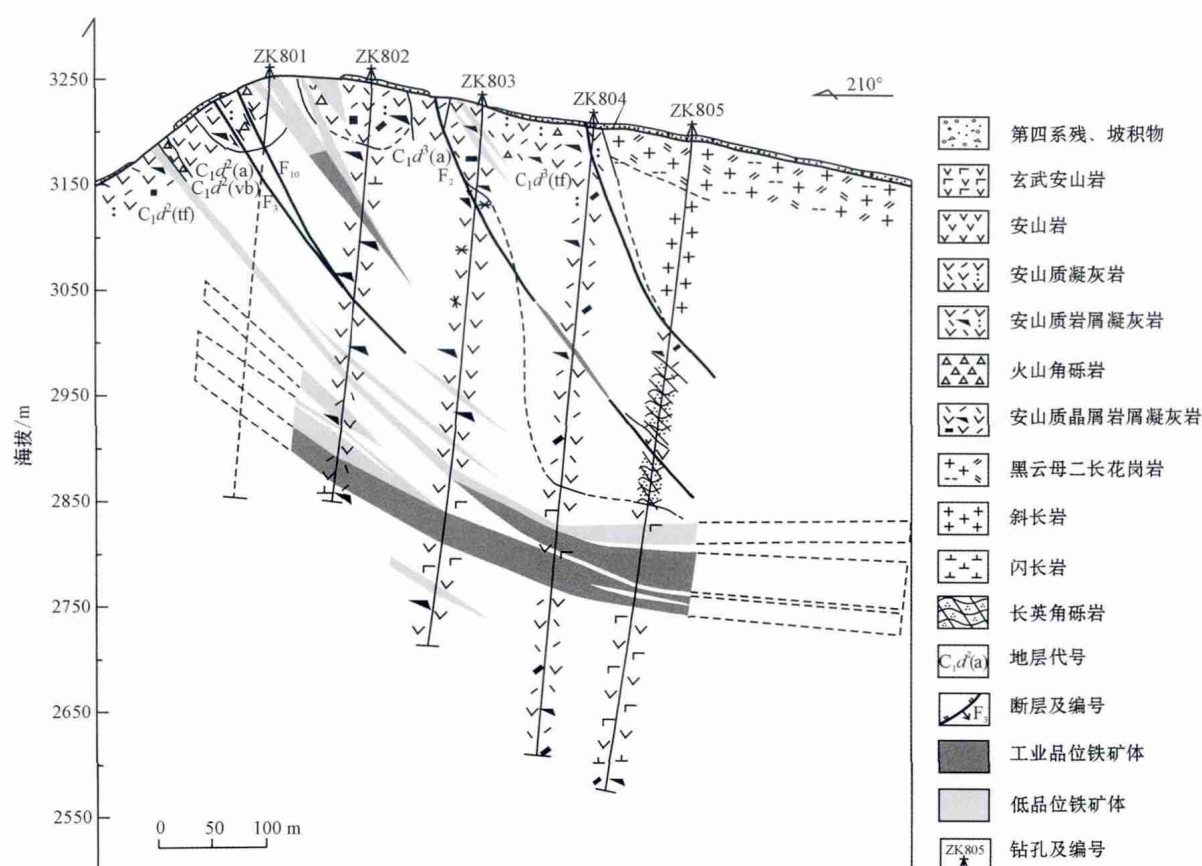 ZK801
ZK802
ZK803
ZK804
ZK805
210°
3250
3150
3050
2950
2850
2750
2650
2550
海拔/m
C₁d²(a)
C₁d²(vb)
C₁d²(tf)
F₁₀
F₃
C₁d³(a)
F₂
C₁d³(tf)
0 50 100 m
第四系残、坡积物
玄武安山岩
安山岩
安山质凝灰岩
安山质岩屑凝灰岩
火山角砾岩
安山质晶屑岩屑凝灰岩
黑云母二长花岗岩
斜长岩
闪长岩
长英角砾岩
C₁d²(a) 地层代号
F₃ 断层及编号
工业品位铁矿体
低品位铁矿体
ZK805 钻孔及编号